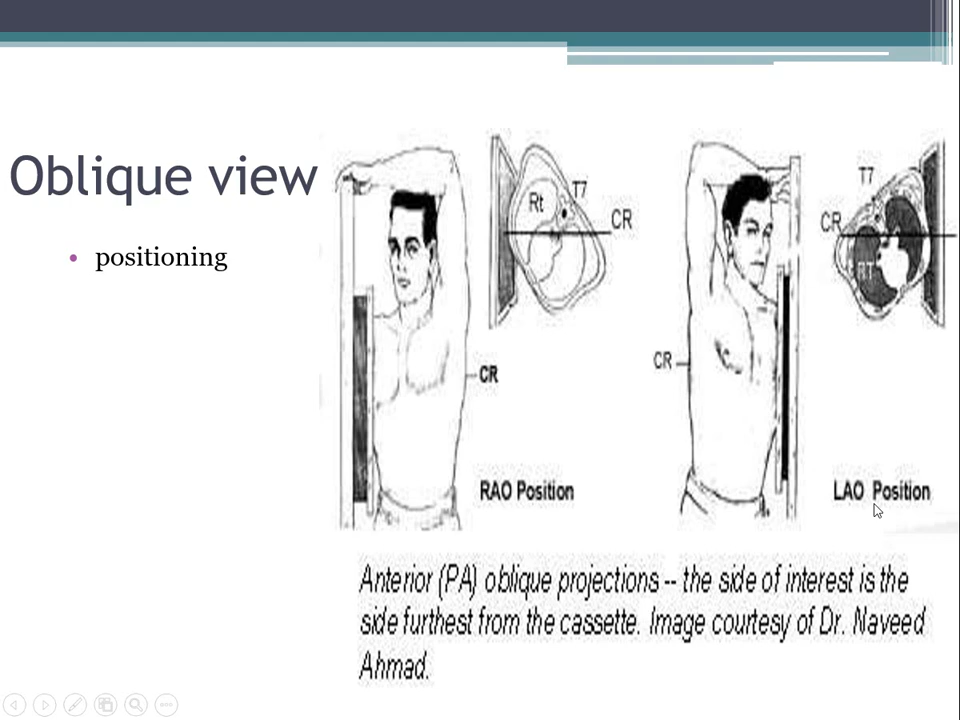 Oblique view
• positioning
Rt
T7
CR
CR
RAO Position
T7
CR
RT
CR
LAO Position
Anterior (PA) oblique projections -- the side of interest is the
side furthest from the cassette. Image courtesy of Dr. Naveed
Ahmad.